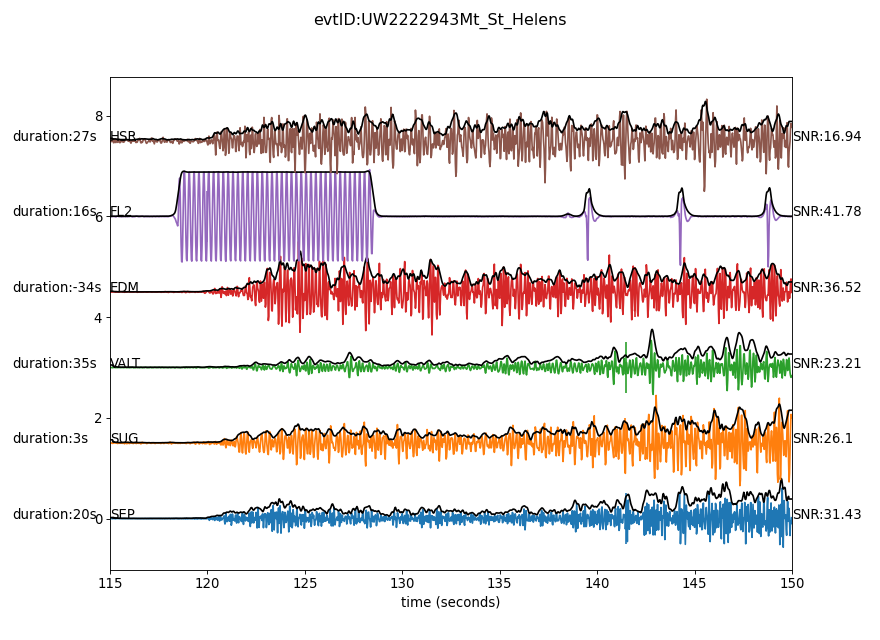 evtID:UW2222943Mt_St_Helens
8
duration:27s HSR SNR:16.94
duration:16s 6 FL2 SNR:41.78
duration:-34s EDM SNR:36.52
4
duration:35s VALT SNR:23.21
2
duration:3s SUG SNR:26.1
duration:20s 0 SEP SNR:31.43
115 120 125 130 135 140 145 150
time (seconds)